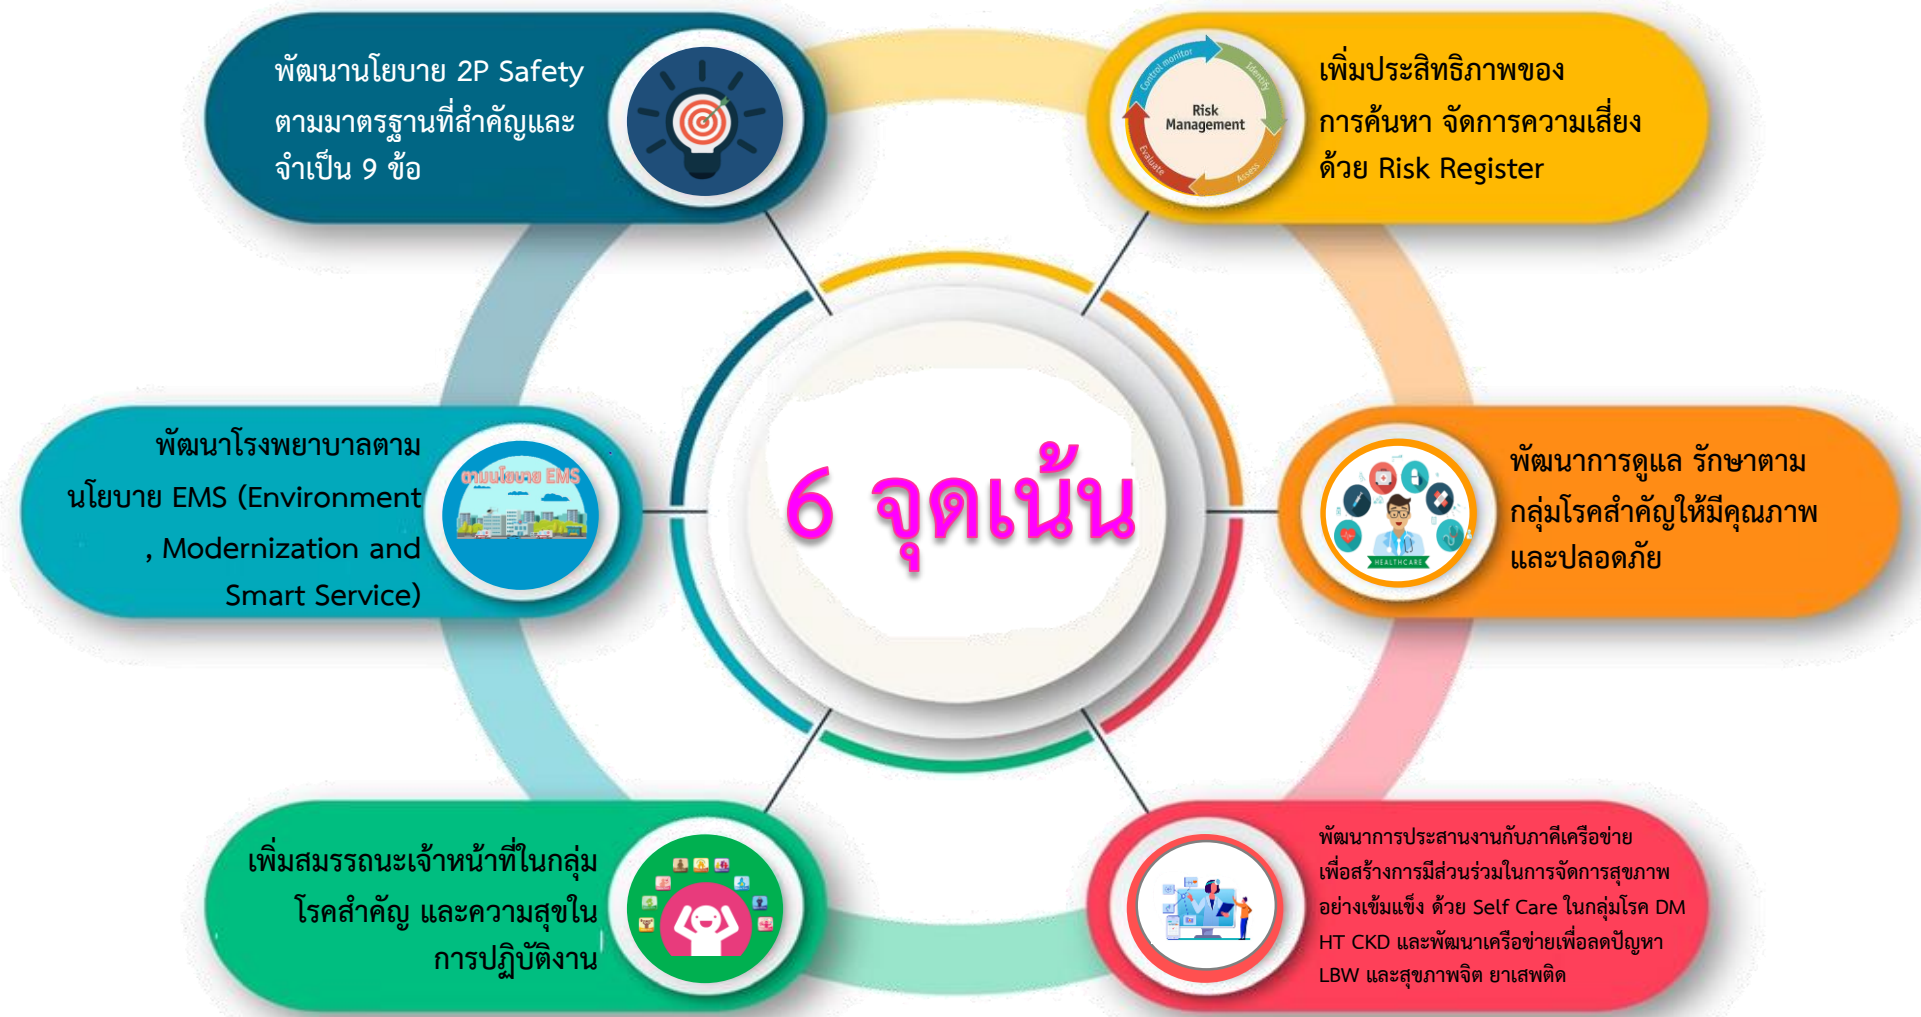 พัฒนานโยบาย 2P Safety
ตามมาตรฐานที่สำคัญและ
จำเป็น 9 ข้อ
Control monitor
Identify
Risk
Management
Evaluate
Assess
เพิ่มประสิทธิภาพของ
การค้นหา จัดการความเสี่ยง
ด้วย Risk Register
พัฒนาโรงพยาบาลตาม
นโยบาย EMS (Environment
, Modernization and
Smart Service)
ตามนโยบาย EMS
6 จุดเน้น
HEALTHCARE
พัฒนาการดูแล รักษาตาม
กลุ่มโรคสำคัญให้มีคุณภาพ
และปลอดภัย
เพิ่มสมรรถนะเจ้าหน้าที่ในกลุ่ม
โรคสำคัญ และความสุขใน
การปฏิบัติงาน
พัฒนาการประสานงานกับภาคีเครือข่าย
เพื่อสร้างการมีส่วนร่วมในการจัดการสุขภาพ
อย่างเข้มแข็ง ด้วย Self Care ในกลุ่มโรค DM
HT CKD และพัฒนาเครือข่ายเพื่อลดปัญหา
LBW และสุขภาพจิต ยาเสพติด